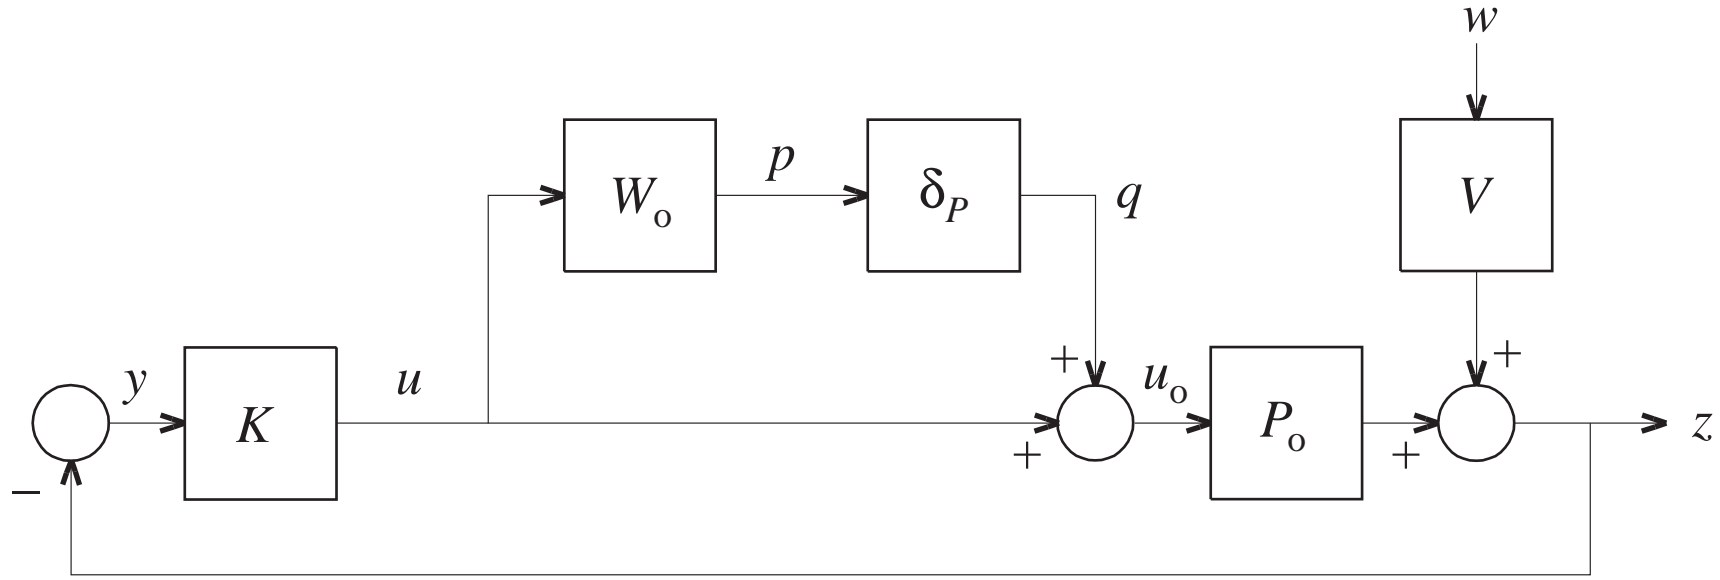 w
W_o
p
δ_P
q
V
y
K
u
+
u_o
+
P_o
+
+
z
−